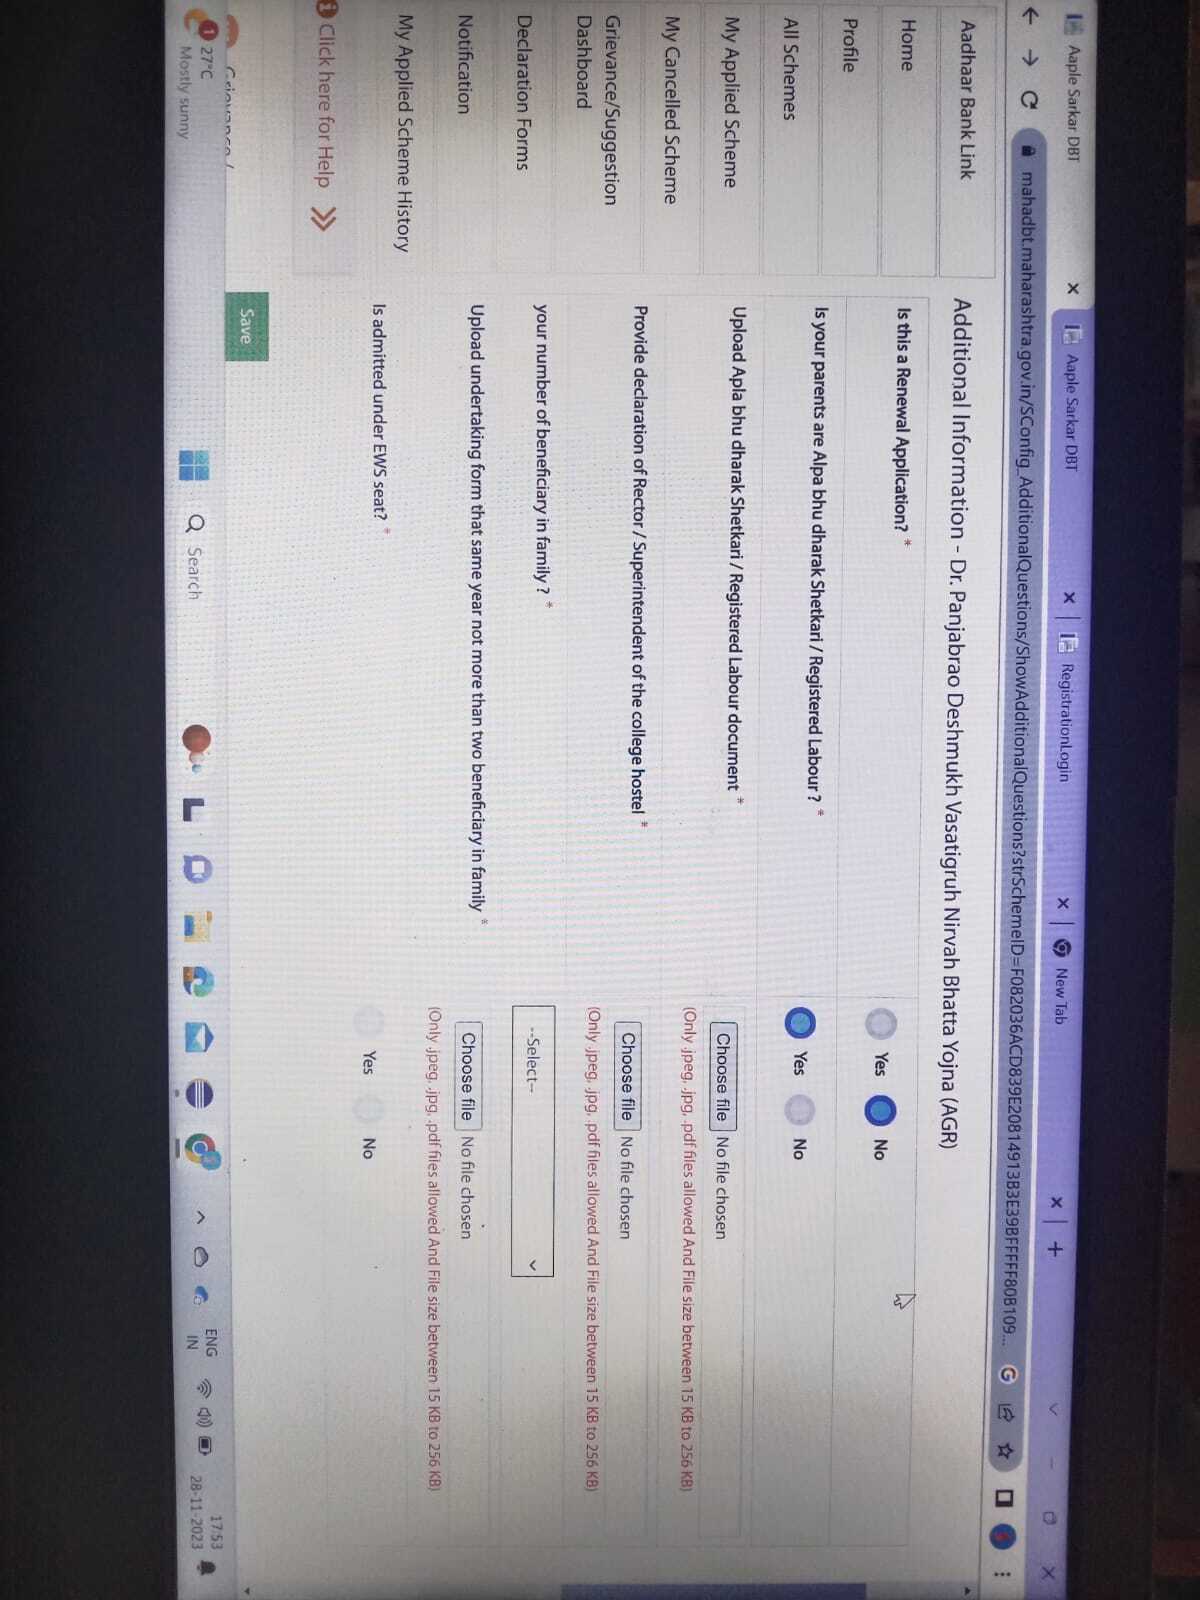 Aaple Sarkar DBT
Aaple Sarkar DBT
RegistrationLogin
New Tab
mahadbt.maharashtra.gov.in/SConfig_AdditionalQuestions/ShowAdditionalQuestions?strSchemeID=F082036ACD839E20814913B3E39BFFFFF80B109...
Aadhaar Bank Link
Home
Profile
All Schemes
My Applied Scheme
My Cancelled Scheme
Grievance/Suggestion
Dashboard
Declaration Forms
Notification
My Applied Scheme History
Click here for Help
Grievance /
Additional Information - Dr. Panjabrao Deshmukh Vasatigruh Nirvah Bhatta Yojna (AGR)
Is this a Renewal Application? *
Yes No
Is your parents are Alpa bhu dharak Shetkari / Registered Labour ? *
Yes No
Upload Apla bhu dharak Shetkari / Registered Labour document *
Choose file No file chosen
(Only .jpeg, .jpg, .pdf files allowed And File size between 15 KB to 256 KB)
Provide declaration of Rector / Superintendent of the college hostel *
Choose file No file chosen
(Only .jpeg, .jpg, .pdf files allowed And File size between 15 KB to 256 KB)
your number of beneficiary in family ? *
--Select--
Upload undertaking form that same year not more than two beneficiary in family *
Choose file No file chosen
(Only .jpeg, .jpg, .pdf files allowed And File size between 15 KB to 256 KB)
Is admitted under EWS seat? *
Yes No
Save
1
27°C
Mostly sunny
Search
ENG
IN
17:53
28-11-2023